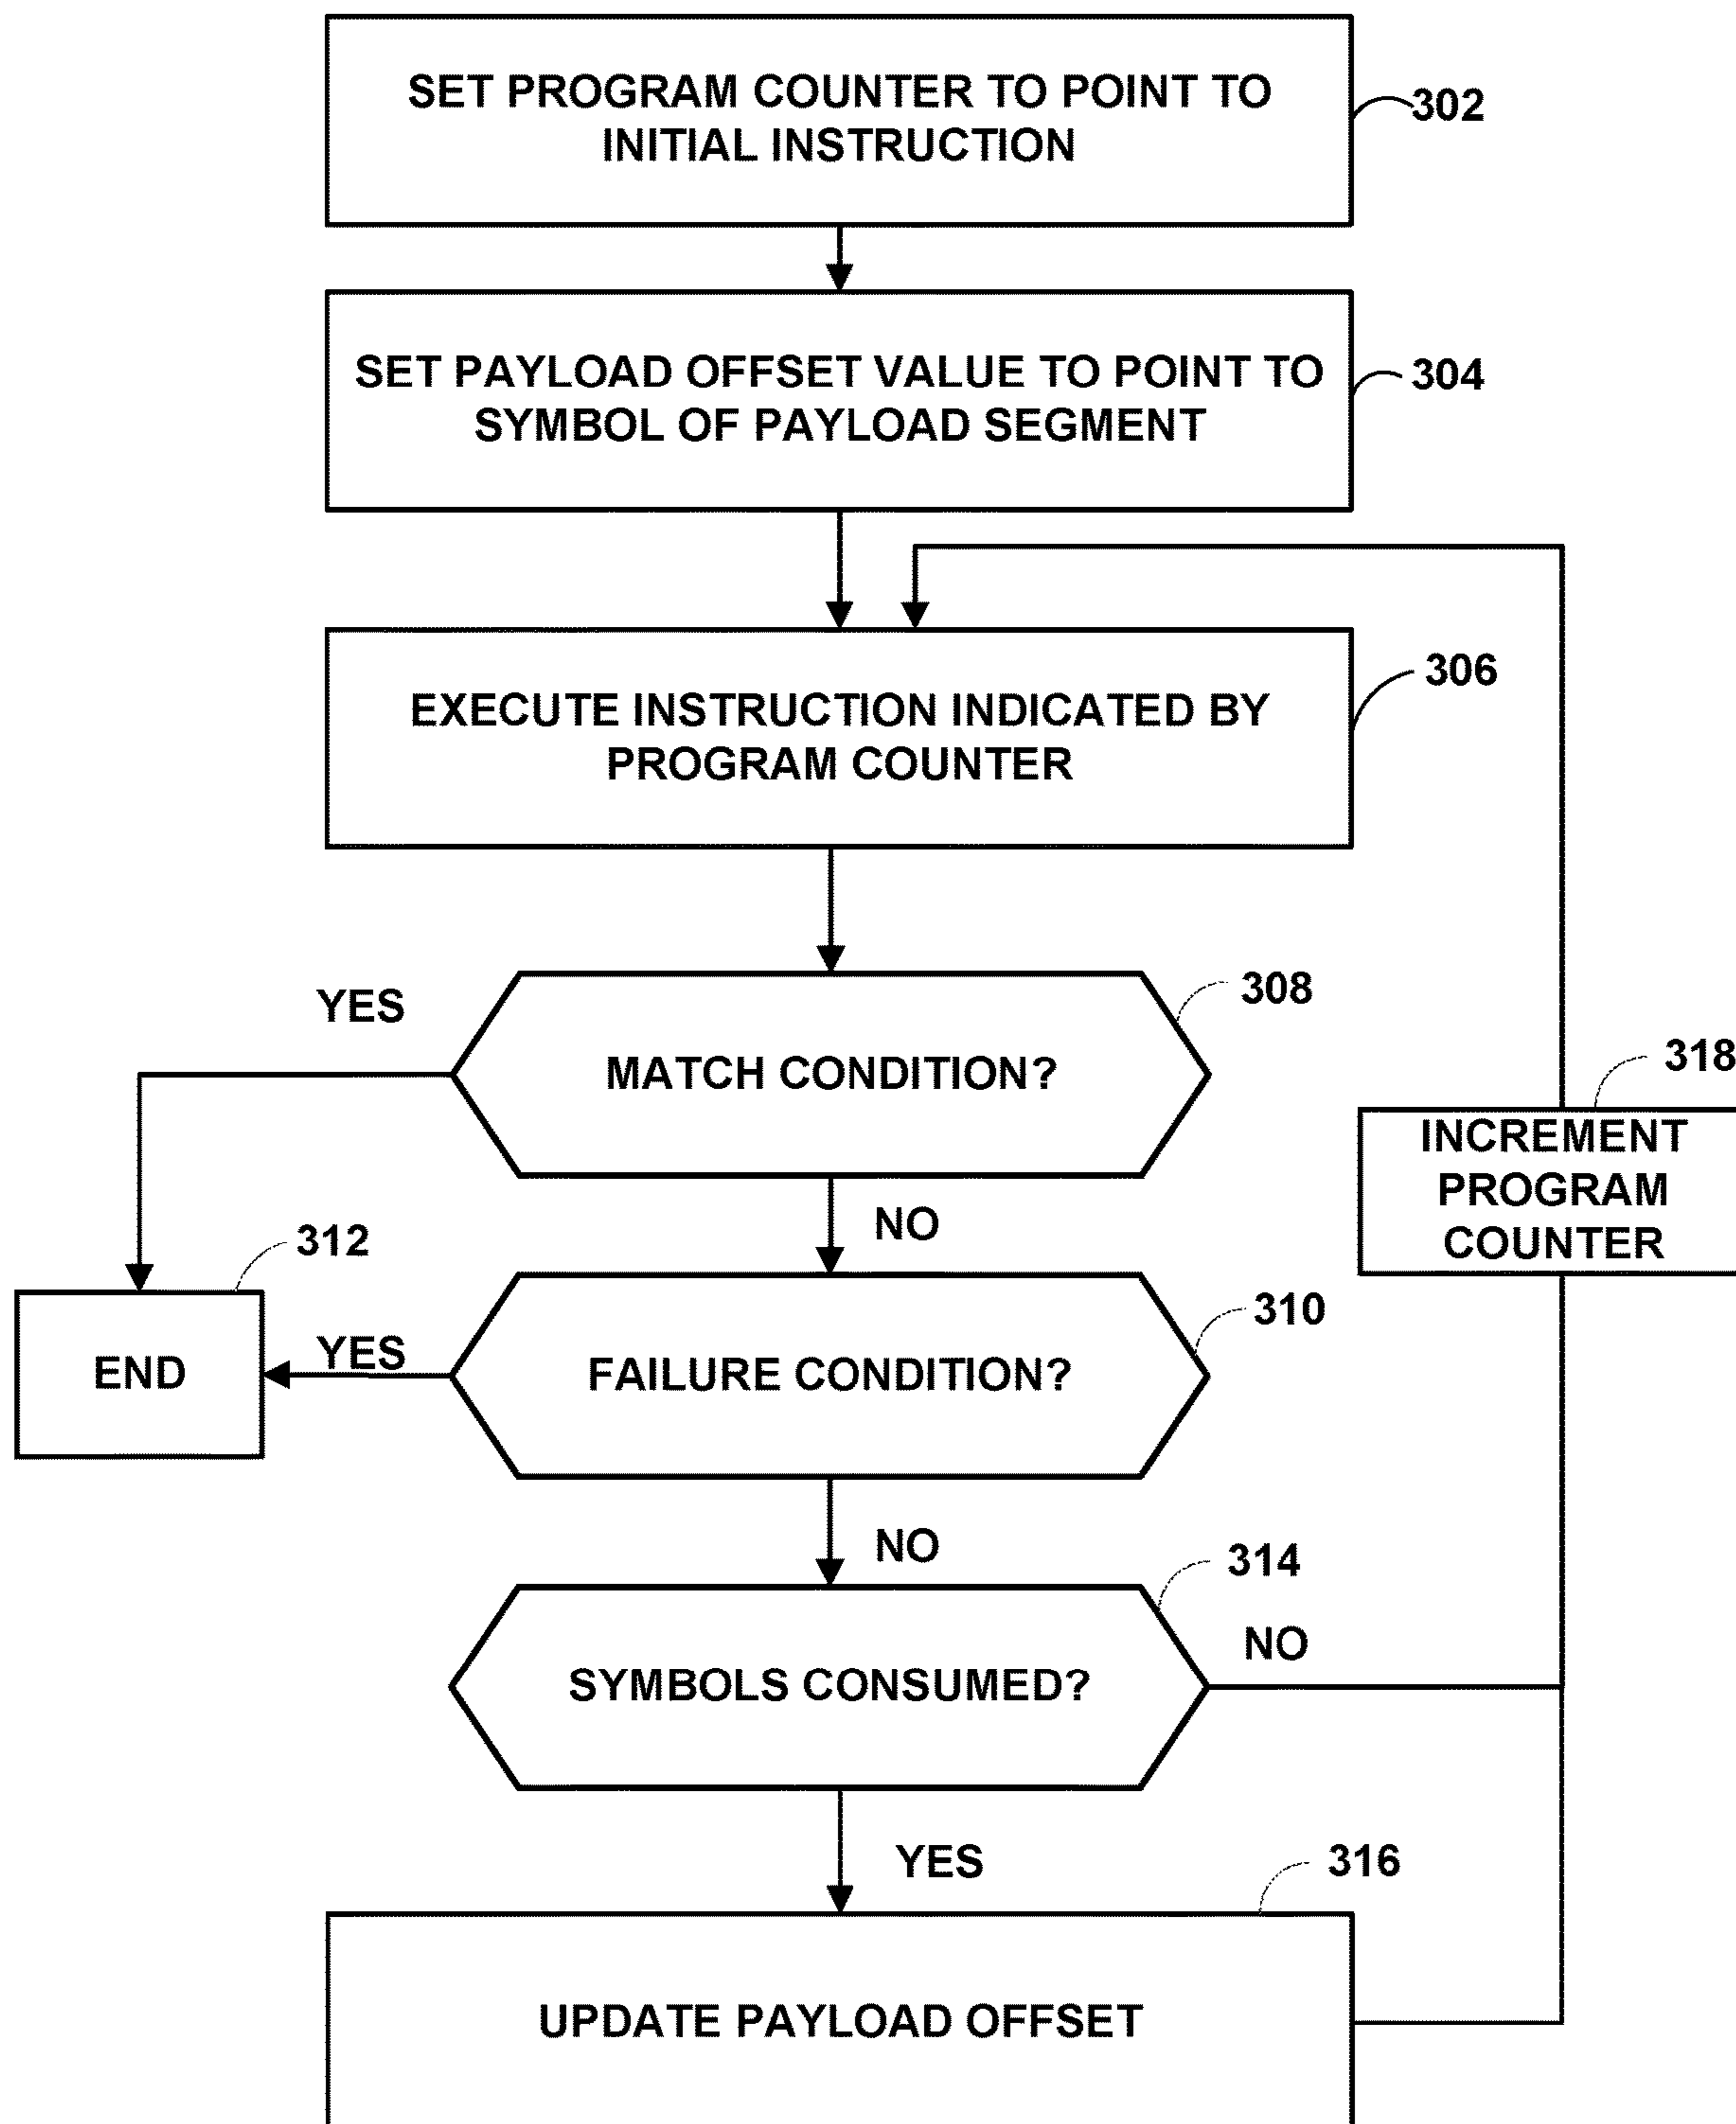 SET PROGRAM COUNTER TO POINT TO
INITIAL INSTRUCTION
302
SET PAYLOAD OFFSET VALUE TO POINT TO
SYMBOL OF PAYLOAD SEGMENT
304
EXECUTE INSTRUCTION INDICATED BY
PROGRAM COUNTER
306
YES
MATCH CONDITION?
308
318
INCREMENT
PROGRAM
COUNTER
NO
312
END
YES
FAILURE CONDITION?
310
NO
314
SYMBOLS CONSUMED?
NO
YES
316
UPDATE PAYLOAD OFFSET